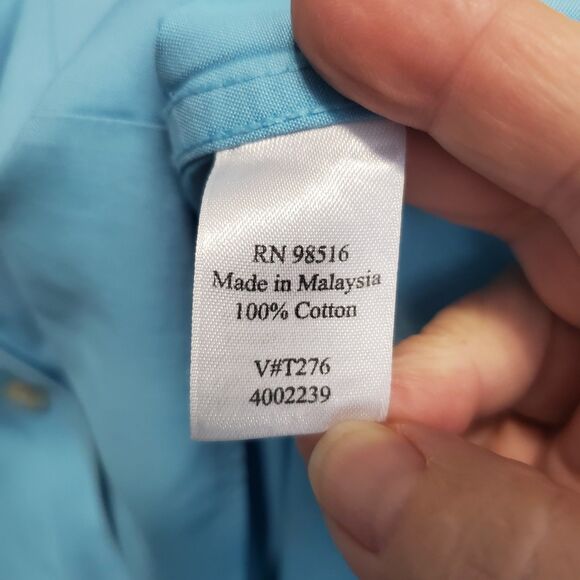 RN 98516
Made in Malaysia
100% Cotton
V#T276
4002239